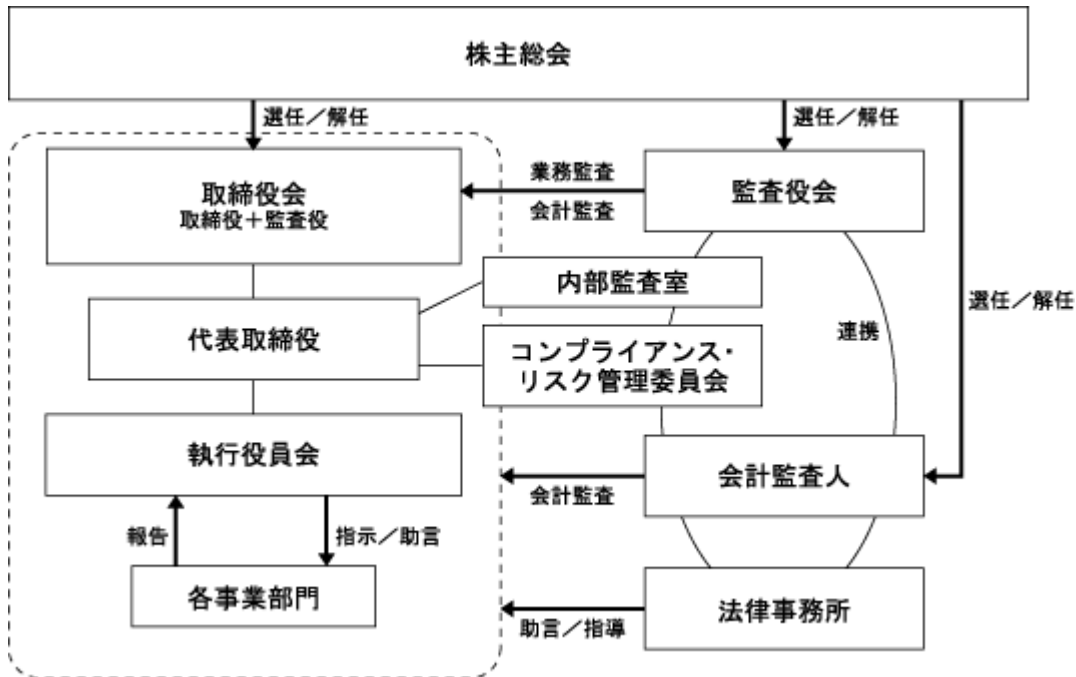 株主総会
選任／解任
選任／解任
取締役会
取締役＋監査役
業務監査
会計監査
監査役会
内部監査室
選任／解任
代表取締役
コンプライアンス・
リスク管理委員会
連携
執行役員会
会計監査
会計監査人
報告
指示／助言
各事業部門
助言／指導
法律事務所